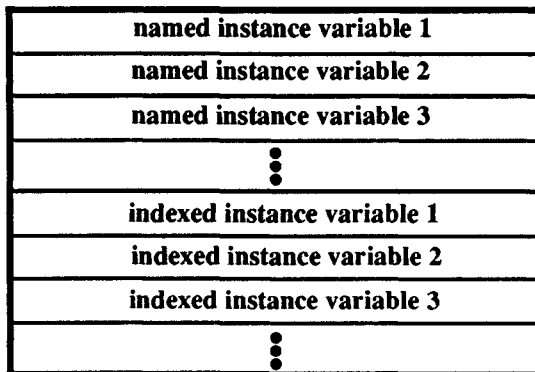 named instance variable 1
named instance variable 2
named instance variable 3
indexed instance variable 1
indexed instance variable 2
indexed instance variable 3